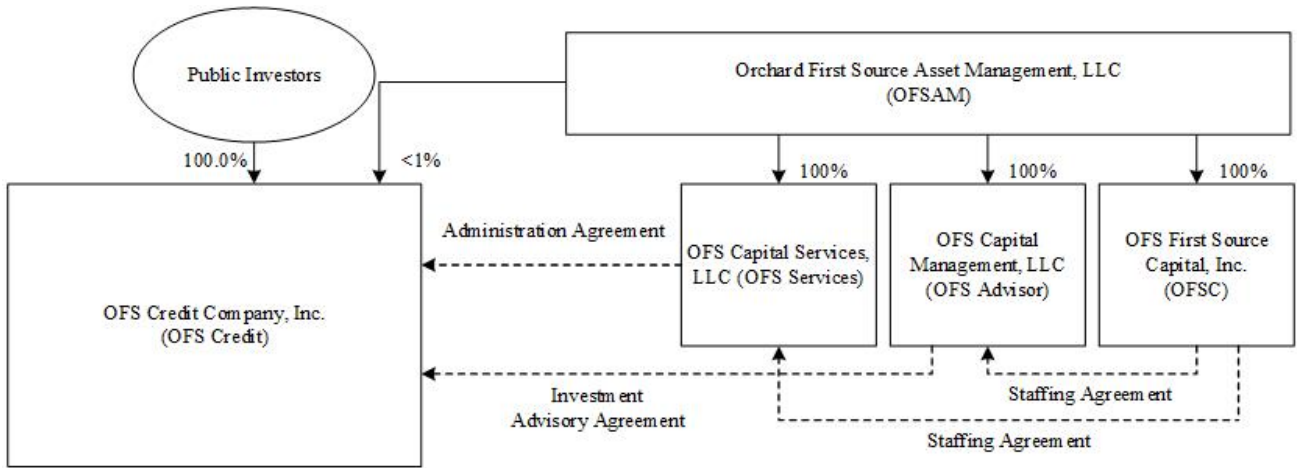 Public Investors
Orchard First Source Asset Management, LLC
(OFSAM)
100.0%
<1%
100%
100%
100%
Administration Agreement
OFS Capital Services,
LLC (OFS Services)
OFS Capital
Management, LLC
(OFS Advisor)
OFS First Source
Capital, Inc.
(OFSC)
OFS Credit Company, Inc.
(OFS Credit)
Investment
Advisory Agreement
Staffing Agreement
Staffing Agreement